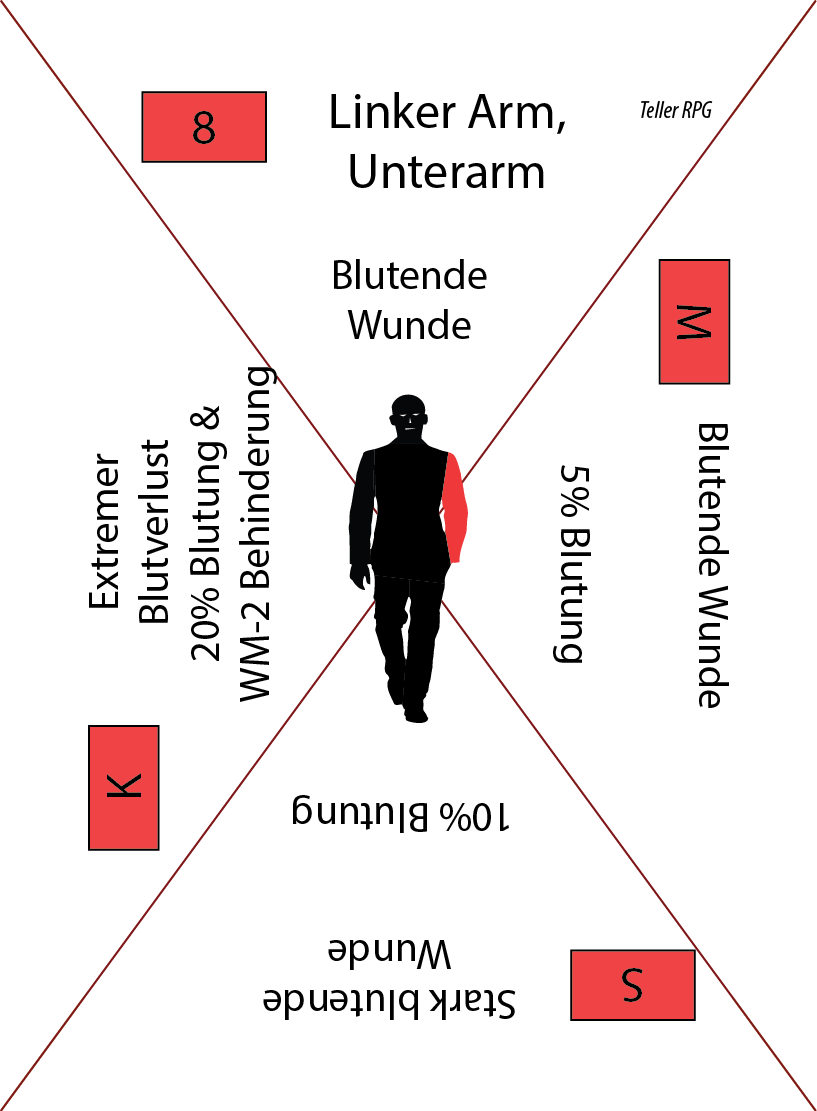 8
Linker Arm,
Unterarm
Teller RPG
Blutende
Wunde
M
Blutende Wunde
5% Blutung
S
Stark blutende
Wunde
10% Blutung
K
Extremer
Blutverlust
20% Blutung &
WM-2 Behinderung